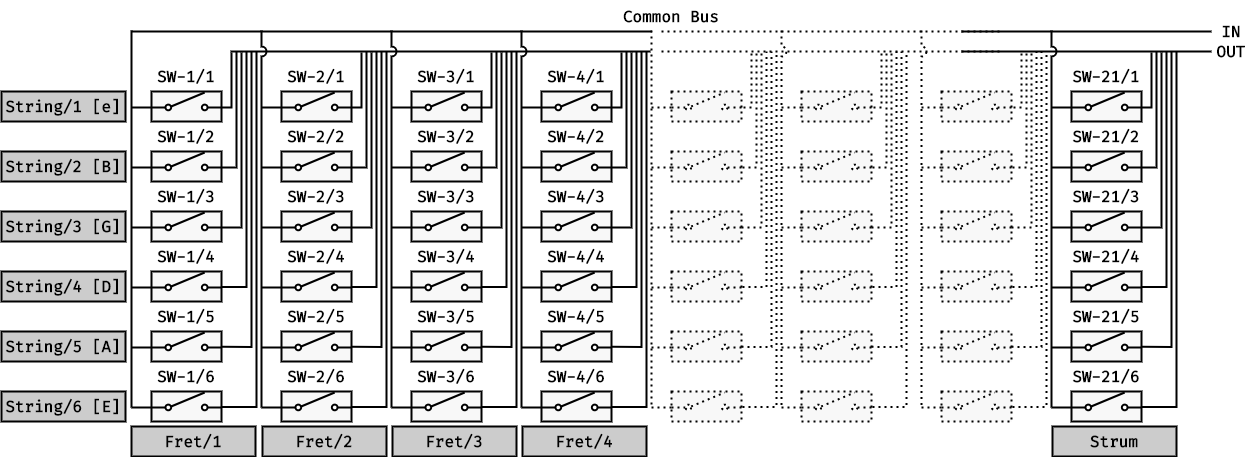 Common Bus
IN
OUT
SW-1/1 SW-2/1 SW-3/1 SW-4/1 SW-21/1
String/1 [e]
SW-1/2 SW-2/2 SW-3/2 SW-4/2 SW-21/2
String/2 [B]
SW-1/3 SW-2/3 SW-3/3 SW-4/3 SW-21/3
String/3 [G]
SW-1/4 SW-2/4 SW-3/4 SW-4/4 SW-21/4
String/4 [D]
SW-1/5 SW-2/5 SW-3/5 SW-4/5 SW-21/5
String/5 [A]
SW-1/6 SW-2/6 SW-3/6 SW-4/6 SW-21/6
String/6 [E]
Fret/1 Fret/2 Fret/3 Fret/4 Strum